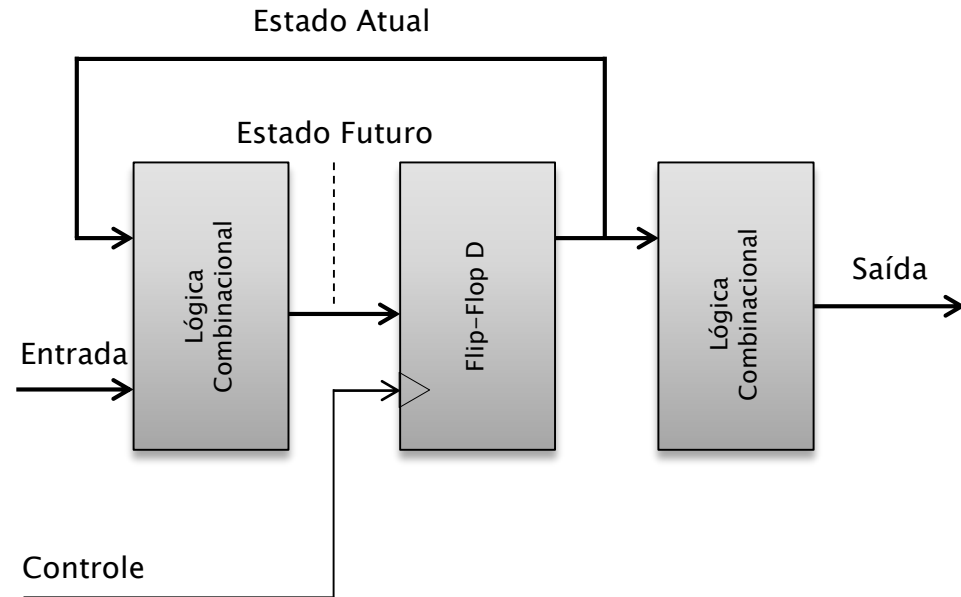 Estado Atual
Estado Futuro
Lógica
Combinacional
Flip-Flop D
Lógica
Combinacional
Saída
Entrada
Controle